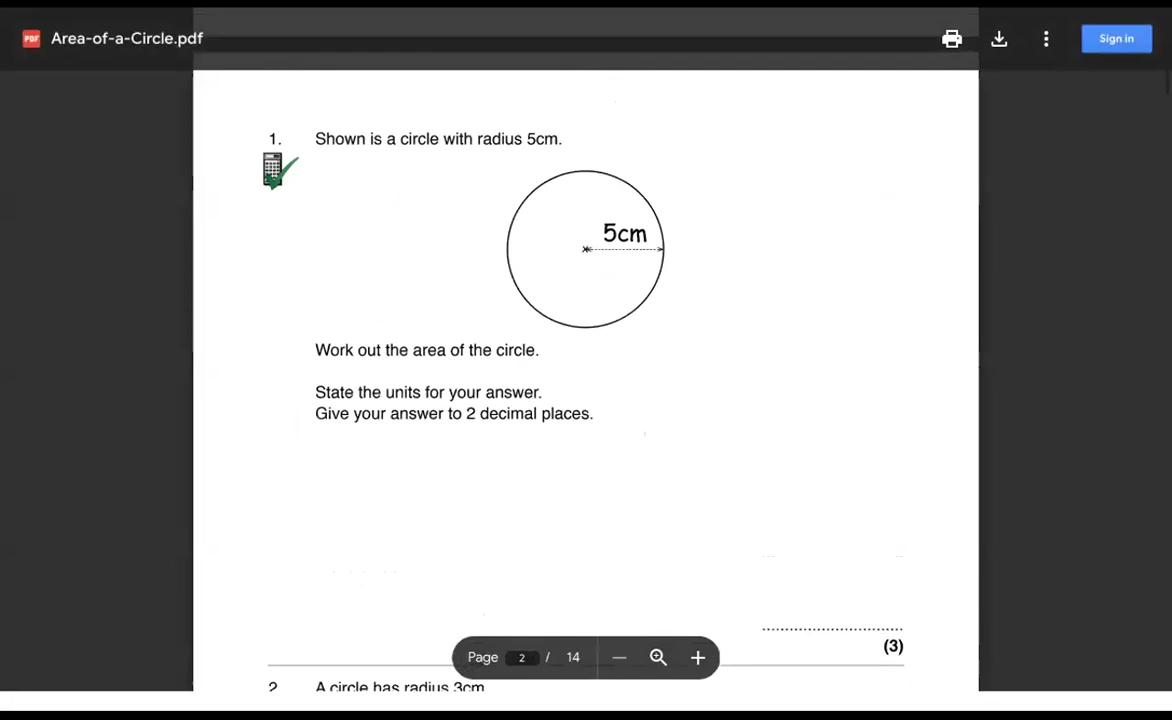 Area-of-a-Circle.pdf
Sign in
1. Shown is a circle with radius 5cm.
5cm
Work out the area of the circle.
State the units for your answer.
Give your answer to 2 decimal places.
(3)
Page 2 / 14
2 A circle has radius 3cm